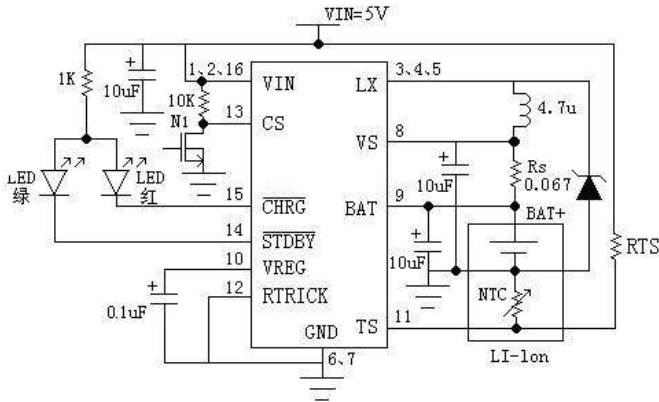 VIN=5V
1K
10uF
1、2、16
VIN
LX
3、4、5
10K
13
CS
N1
4.7u
VS
8
LED
绿
LED
红
10uF
Rs
0.067
15
CHRG
BAT
9
BAT+
14
STDBY
10
VREG
10uF
RTS
12
RTRICK
NTC
0.1uF
GND
TS
11
6、7
LI-lon